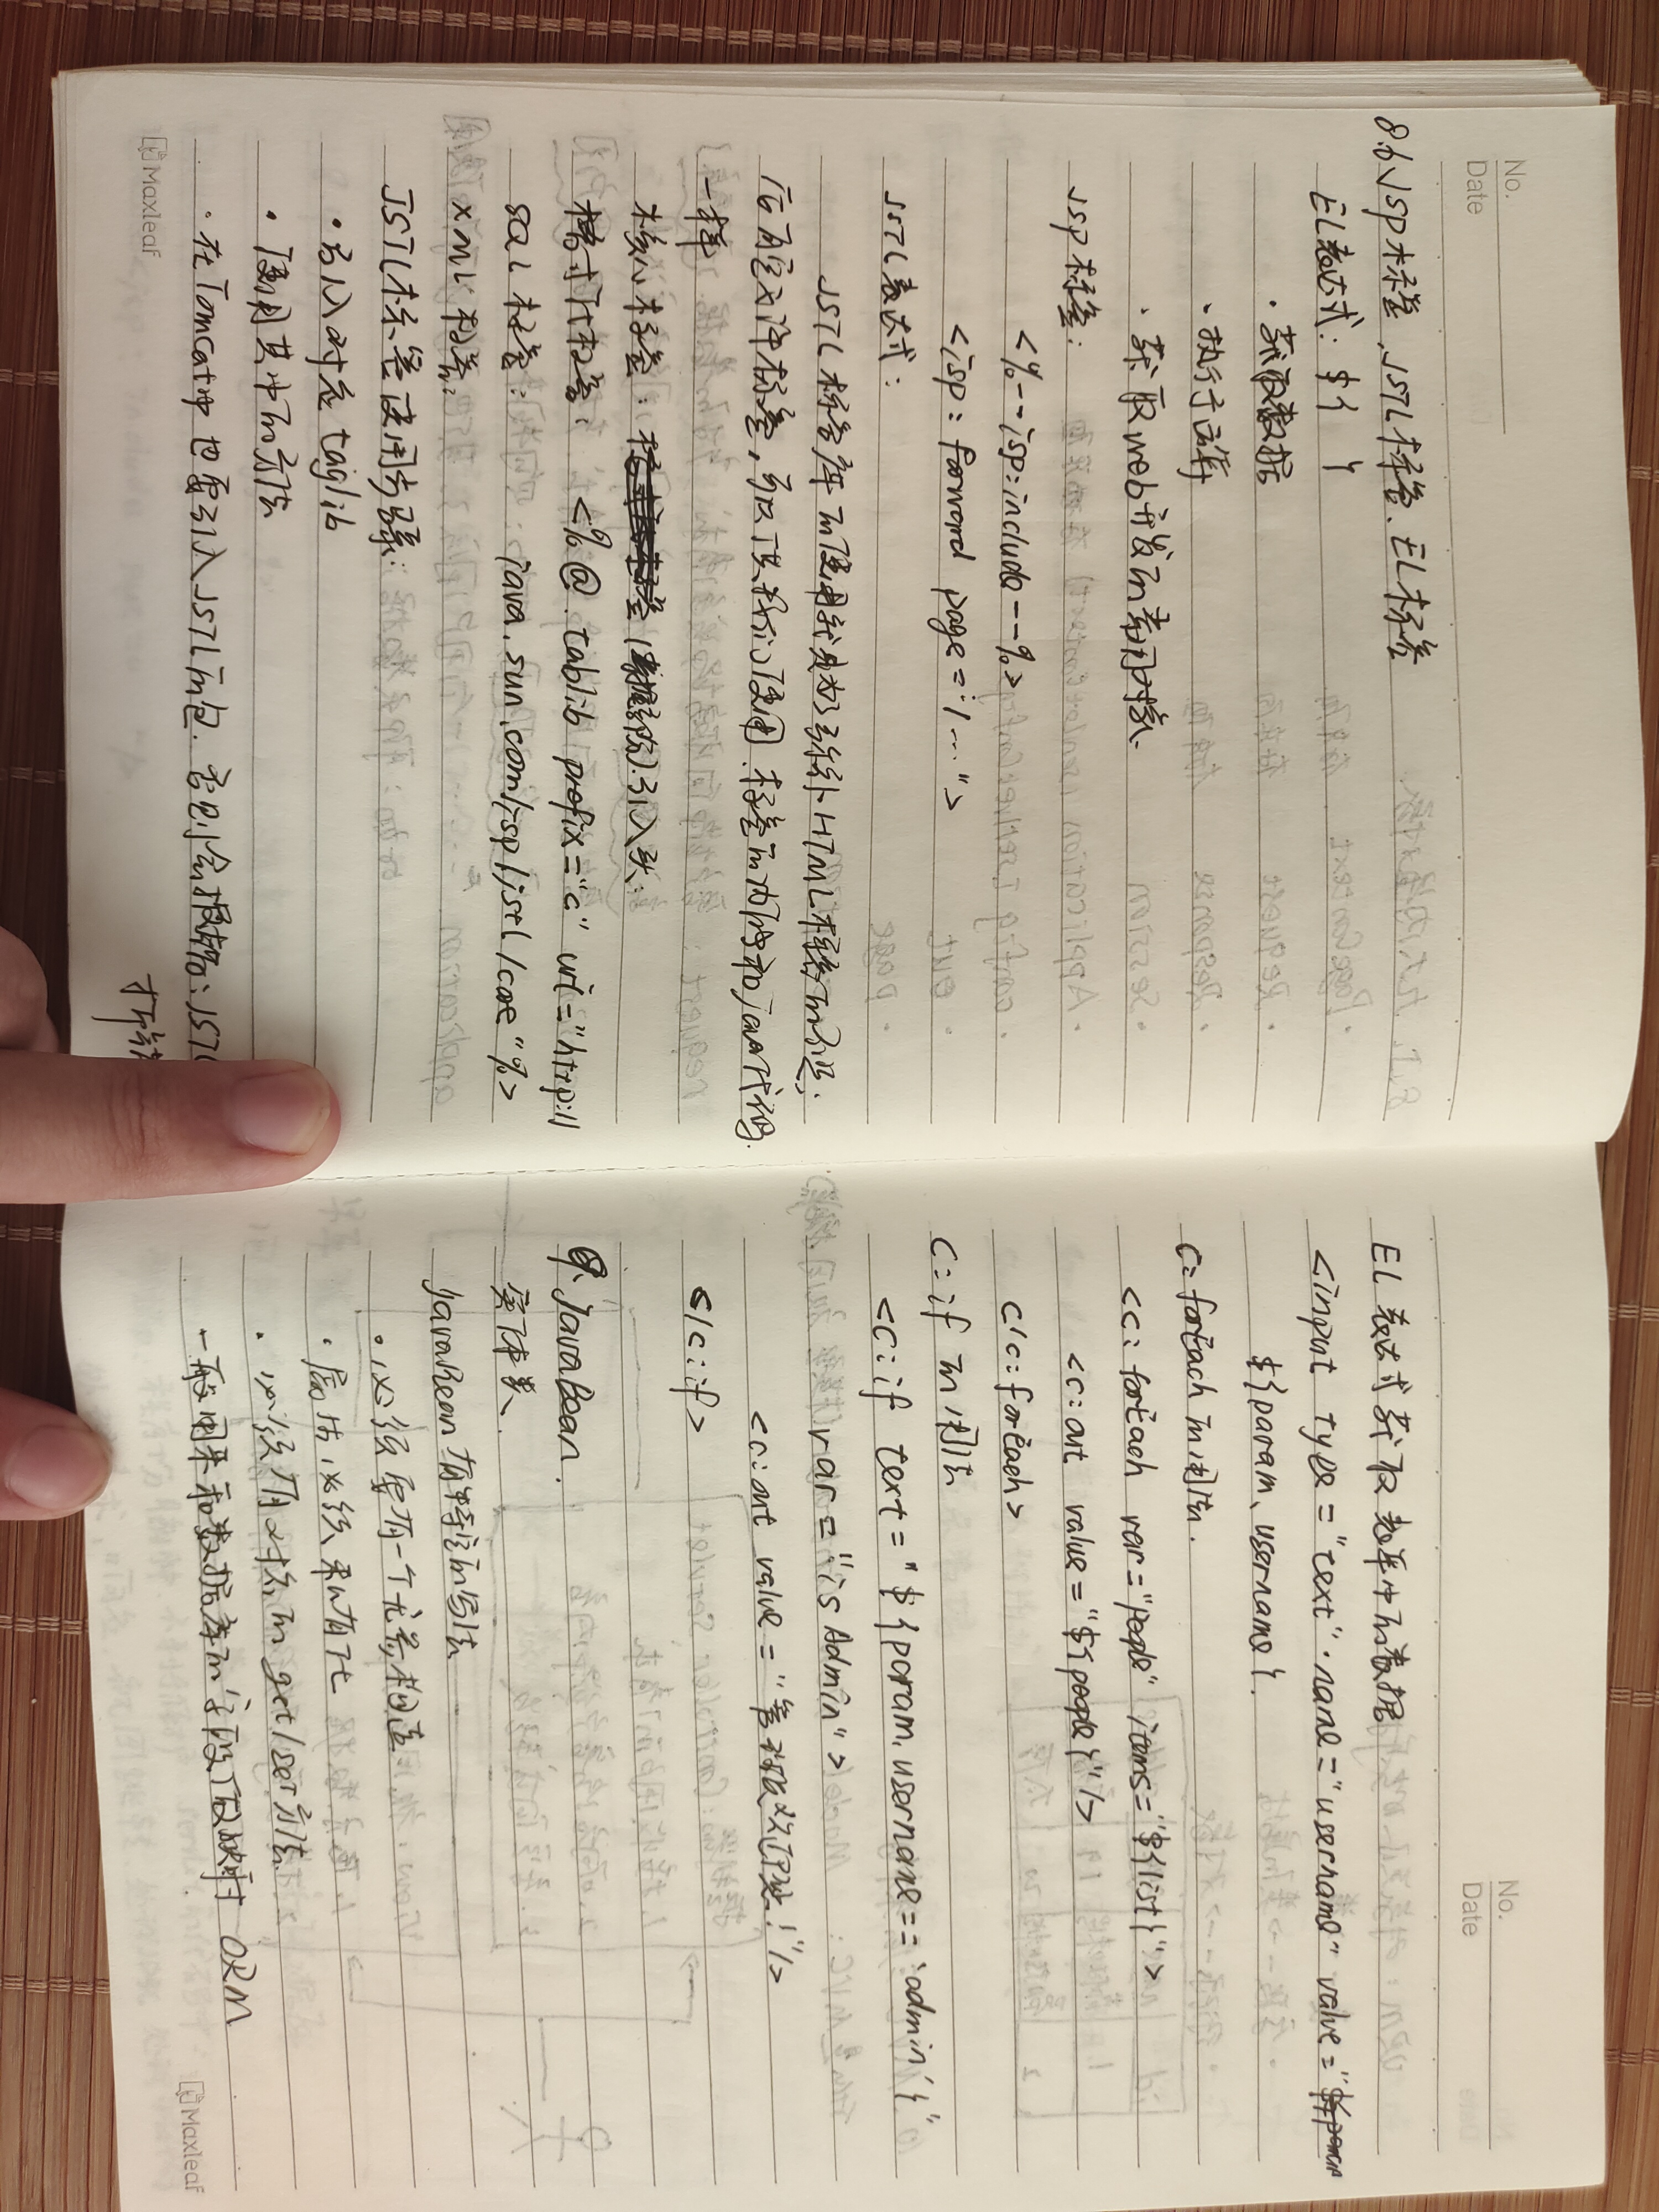 No.
Date
8.6 JSP标签、JSTL标签、EL标签
EL表达式: ${ }
· 获取数据
· 执行运算
· 获取web开发的常用对象.
JSP标签:
<%--jsp:include--%>
<jsp:forward page="/..."> 
JSTL表达式:
JSTL标签库的使用就是为了弥补HTML标签的不足;
他自定义许标签,可以供我们使用.标签的功能和java代码
一样
核心标签: (掌握部分).引入头:
格式化标签: <%@ tablib prefix="c" uri="http://
SQL标签: java.sun.com/jsp/jstl/core"%>
XML标签:
JSTL标签使用步骤:
· 引入对应taglib
· 使用其中的方法
· 在Tomcat中也要引入JSTL的包.否则会报错: JSTL
Maxleaf
No.
Date
EL表达式获取表单中的数据
<input type="text". name="username" value="
${param.username}.
c:forEach的用法.
<c:forEach var="people" items="${list}">
<c:out value="${people}"/>
</c:forEach>
c:if的用法
<c:if text="${param.username=='admin'}"
var="isAdmin">
<c:out value="管理员欢迎您!"/>
</c:if>
8. JavaBean.
实体类、
JavaBean有特定的写法
· 必须要有一个无参构造
· 属性必须私有化
· 必须有对应的get/set方法.
一般用来和数据库的字段做映射 ORM
Maxleaf